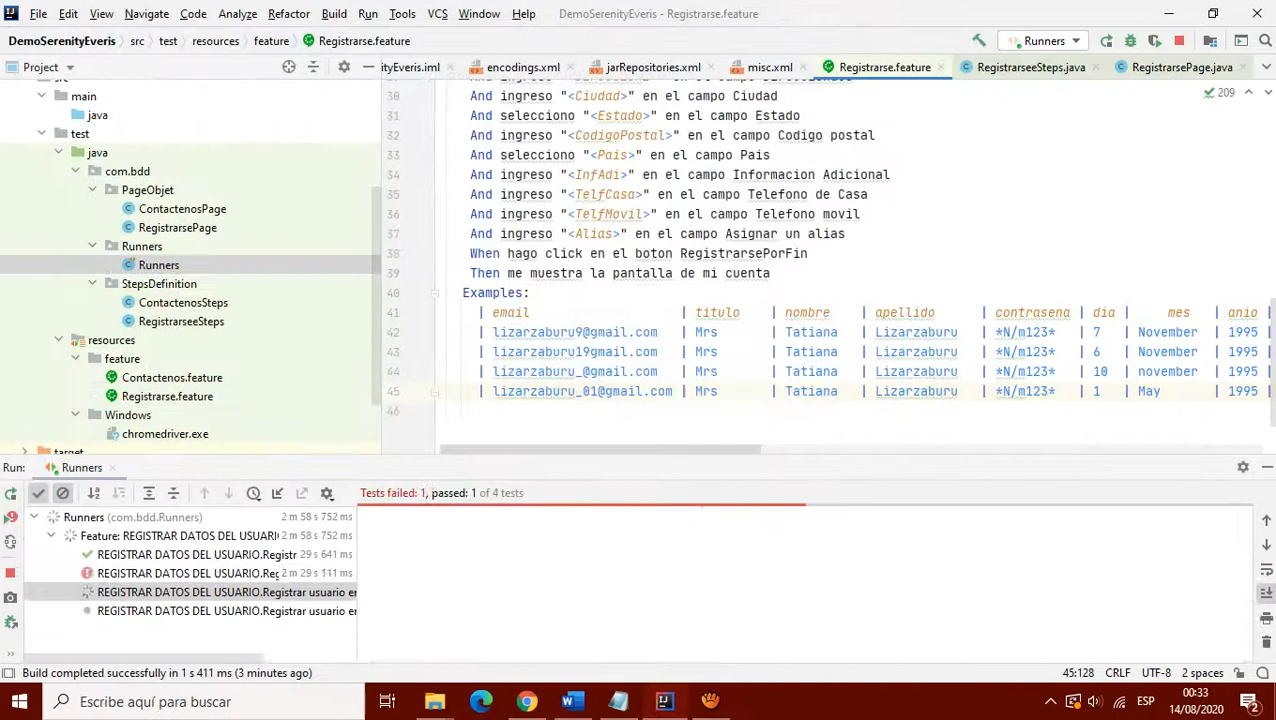 File Edit View Navigate Code Analyze Refactor Build Run Tools VCS Window Help DemoSerenityEveris - Registrarse.feature
DemoSerenityEveris src test resources feature Registrarse.feature Runners
Project ityEveris.iml encodings.xml jarRepositories.xml misc.xml Registrarse.feature RegistrarseeSteps.java RegistrarsePage.java
main
java
test
java
com.bdd
PageObjet
ContactenosPage
RegistrarsePage
Runners
Runners
StepsDefinition
ContactenosSteps
RegistrarseeSteps
resources
feature
Contactenos.feature
Registrarse.feature
Windows
chromedriver.exe
target
209
30 And ingreso "<Ciudad>" en el campo Ciudad
31 And selecciono "<Estado>" en el campo Estado
32 And ingreso "<CodigoPostal>" en el campo Codigo postal
33 And selecciono "<Pais>" en el campo Pais
34 And ingreso "<InfAdi>" en el campo Informacion Adicional
35 And ingreso "<TelfCasa>" en el campo Telefono de Casa
36 And ingreso "<TelfMovil>" en el campo Telefono movil
37 And ingreso "<Alias>" en el campo Asignar un alias
38 When hago click en el boton RegistrarsePorFin
39 Then me muestra la pantalla de mi cuenta
40 Examples:
41 | email | titulo | nombre | apellido | contrasena | dia | mes | anio
42 | lizarzaburu9@gmail.com | Mrs | Tatiana | Lizarzaburu | *N/m123* | 7 | November | 1995
43 | lizarzaburu19gmail.com | Mrs | Tatiana | Lizarzaburu | *N/m123* | 6 | November | 1995
44 | lizarzaburu_@gmail.com | Mrs | Tatiana | Lizarzaburu | *N/m123* | 10 | november | 1995
45 | lizarzaburu_01@gmail.com | Mrs | Tatiana | Lizarzaburu | *N/m123* | 1 | May | 1995
46
Run: Runners
Tests failed: 1, passed: 1 of 4 tests
Runners (com.bdd.Runners) 2 m 58 s 752 ms
Feature: REGISTRAR DATOS DEL USUARI 2 m 58 s 752 ms
REGISTRAR DATOS DEL USUARIO.Registr 29 s 641 ms
REGISTRAR DATOS DEL USUARIO.Reg 2 m 29 s 111 ms
REGISTRAR DATOS DEL USUARIO.Registrar usuario er
REGISTRAR DATOS DEL USUARIO.Registrar usuario er
Build completed successfully in 1 s 411 ms (3 minutes ago) 45:128 CRLF UTF-8 2 spaces
Escribe aquí para buscar ESP 00:33
14/08/2020 2